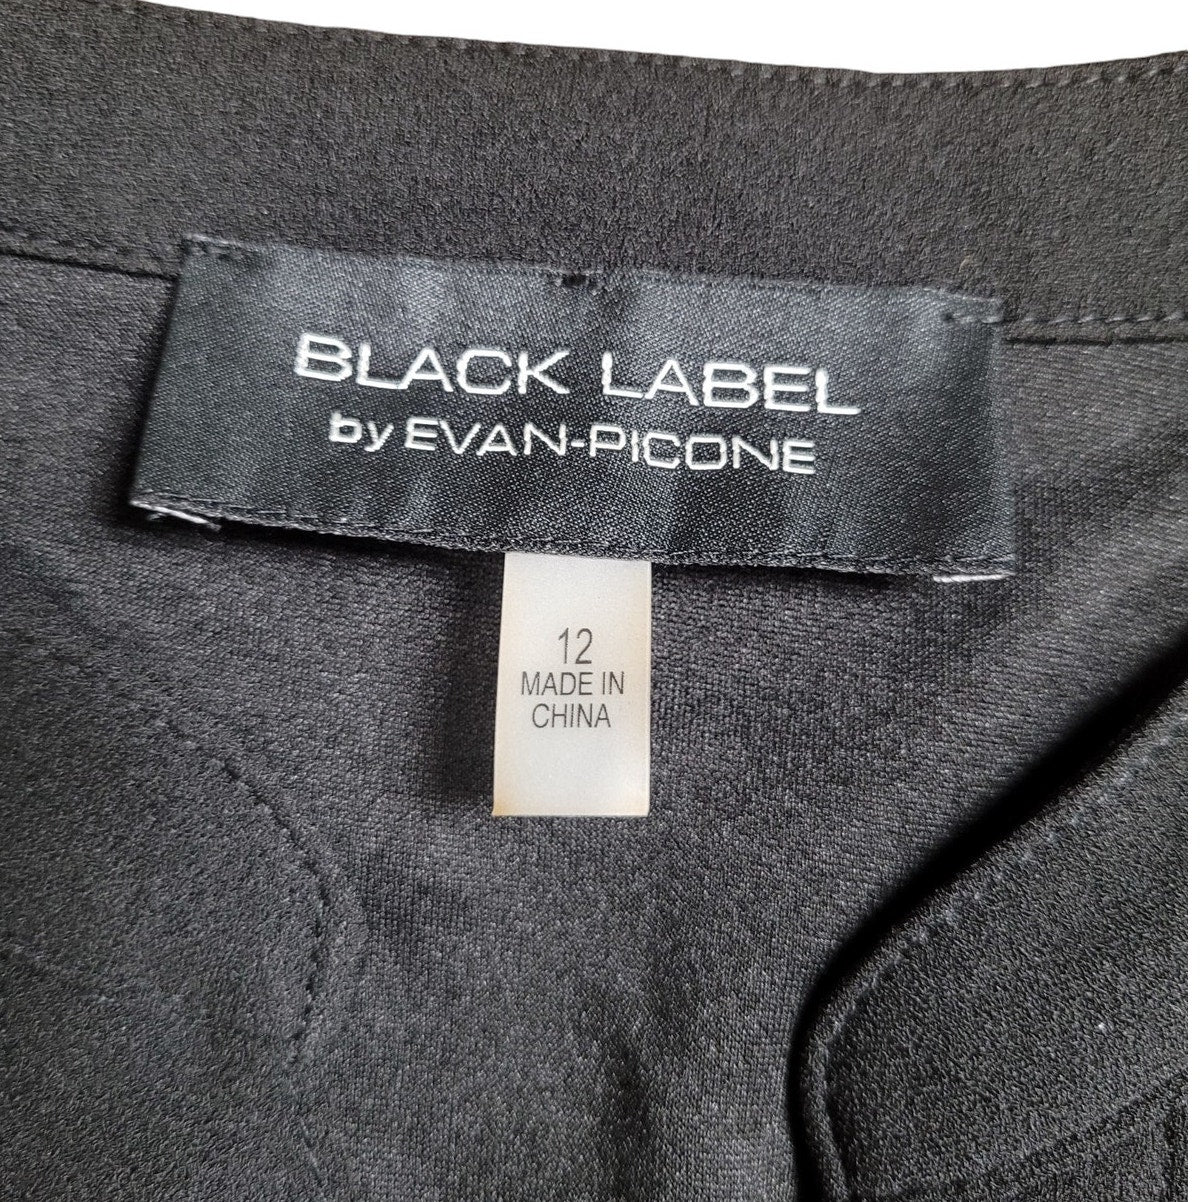 BLACK LABEL
by EVAN-PICONE
12
MADE IN
CHINA